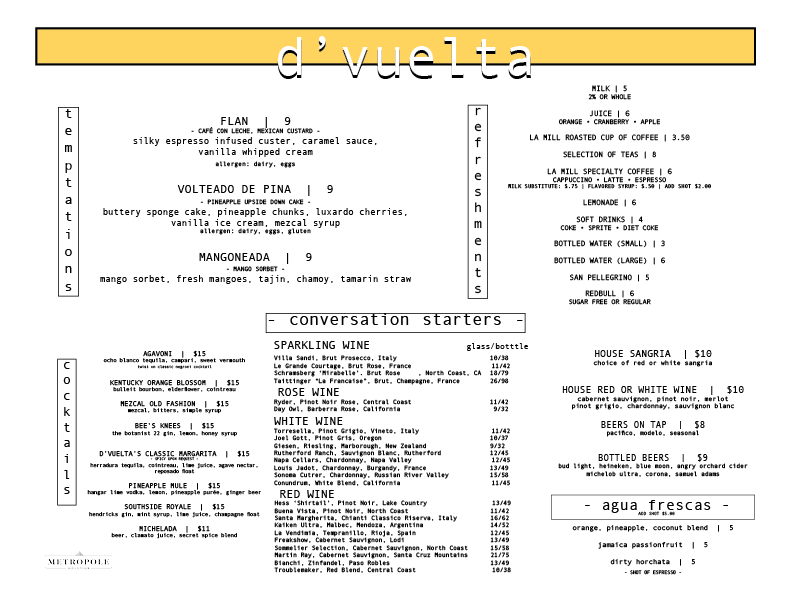 d'vuelta
temptations
FLAN | 9
- CAFÉ CON LECHE, MEXICAN CUSTARD -
silky espresso infused custer, caramel sauce,
vanilla whipped cream
allergen: dairy, eggs
VOLTEADO DE PINA | 9
- PINEAPPLE UPSIDE DOWN CAKE -
buttery sponge cake, pineapple chunks, luxardo cherries,
vanilla ice cream, mezcal syrup
allergen: dairy, eggs, gluten
MANGONEADA | 9
- MANGO SORBET -
mango sorbet, fresh mangoes, tajin, chamoy, tamarin straw
refreshments
MILK | 5
2% OR WHOLE
JUICE | 6
ORANGE • CRANBERRY • APPLE
LA MILL ROASTED CUP OF COFFEE | 3.50
SELECTION OF TEAS | 8
LA MILL SPECIALTY COFFEE | 6
CAPPUCCINO • LATTE • ESPRESSO
MILK SUBSTITUTE: $.75 | FLAVORED SYRUP: $.50 | ADD SHOT $2.00
LEMONADE | 6
SOFT DRINKS | 4
COKE • SPRITE • DIET COKE
BOTTLED WATER (SMALL) | 3
BOTTLED WATER (LARGE) | 6
SAN PELLEGRINO | 5
REDBULL | 6
SUGAR FREE OR REGULAR
- conversation starters -
cocktails
AGAVONI | $15
ocho blanco tequila, campari, sweet vermouth
twist on classic negroni cocktail
KENTUCKY ORANGE BLOSSOM | $15
bulleit bourbon, elderflower, cointreau
MEZCAL OLD FASHION | $15
mezcal, bitters, simple syrup
BEE'S KNEES | $15
the botanist 22 gin, lemon, honey syrup
D'VUELTA'S CLASSIC MARGARITA | $15
- SPICY UPON REQUEST -
herradura tequila, cointreau, lime juice, agave nectar,
reposado float
PINEAPPLE MULE | $15
hangar lime vodka, lemon, pineapple purée, ginger beer
SOUTHSIDE ROYALE | $15
hendricks gin, mint syrup, lime juice, champagne float
MICHELADA | $11
beer, clamato juice, secret spice blend
METROPOLE
SPARKLING WINE glass/botttle
Villa Sandi, Brut Prosecco, Italy 10/38
Le Grande Courtage, Brut Rose, France 11/42
Schramsberg 'Mirabelle'. Brut Rose , North Coast, CA 18/79
Taittinger "La Francaise", Brut, Champagne, France 26/98
ROSE WINE
Ryder, Pinot Noir Rose, Central Coast 11/42
Day Owl, Barberra Rose, California 9/32
WHITE WINE
Torresella, Pinot Grigio, Vineto, Italy 11/42
Joel Gott, Pinot Gris, Oregon 10/37
Giesen, Riesling, Marborough, New Zealand 9/32
Rutherford Ranch, Sauvignon Blanc, Rutherford 12/45
Napa Cellars, Chardonnay, Napa Valley 12/45
Louis Jadot, Chardonnay, Burgandy, France 13/49
Sonoma Cutrer, Chardonnay, Russian River Valley 15/58
Conundrum, White Blend, California 11/45
RED WINE
Hess 'Shirtail', Pinot Noir, Lake Country 13/49
Buena Vista, Pinot Noir, North Coast 11/42
Santa Margherita, Chianti Classico Riserva, Italy 16/62
Kaiken Ultra, Malbec, Mendoza, Argentina 14/52
La Vendimia, Tempranillo, Rioja, Spain 12/45
Freakshow, Cabernet Sauvignon, Lodi 13/49
Sommelier Selection, Cabernet Sauvignon, North Coast 15/58
Martin Ray, Cabernet Sauvignon, Santa Cruz Mountains 21/75
Bianchi, Zinfandel, Paso Robles 13/49
Troublemaker, Red Blend, Central Coast 10/38
HOUSE SANGRIA | $10
choice of red or white sangria
HOUSE RED OR WHITE WINE | $10
cabernet sauvignon, pinot noir, merlot
pinot grigio, chardonnay, sauvignon blanc
BEERS ON TAP | $8
pacifico, modelo, seasonal
BOTTLED BEERS | $9
bud light, heineken, blue moon, angry orchard cider
michelob ultra, corona, samuel adams
- agua frescas -
ADD SHOT $5.00
orange, pineapple, coconut blend | 5
jamaica passionfruit | 5
dirty horchata | 5
- SHOT OF ESPRESSO -